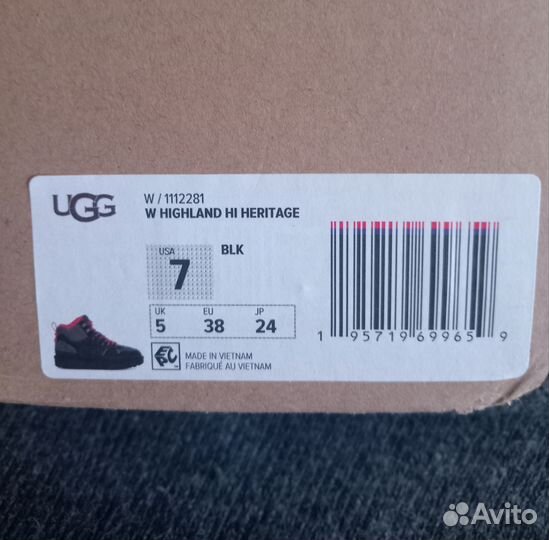 UGG
W / 1112281
W HIGHLAND HI HERITAGE
USA
7
BLK
UK EU JP
5 38 24
MADE IN VIETNAM
FABRIQUÉ AU VIETNAM
1 95719 69965 9
Avito